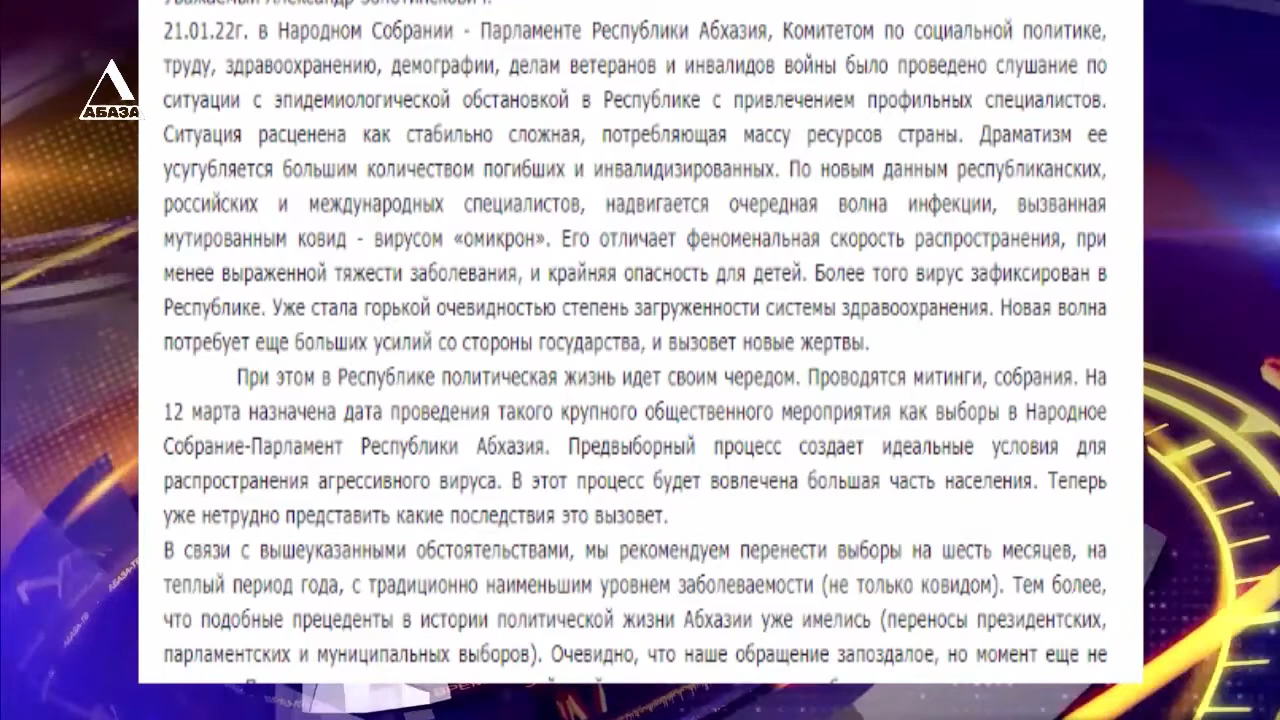 Уважаемый Александр Золотинскович!
21.01.22г. в Народном Собрании - Парламенте Республики Абхазия, Комитетом по социальной политике,
труду, здравоохранению, демографии, делам ветеранов и инвалидов войны было проведено слушание по
ситуации с эпидемиологической обстановкой в Республике с привлечением профильных специалистов.
Ситуация расценена как стабильно сложная, потребляющая массу ресурсов страны. Драматизм ее
усугубляется большим количеством погибших и инвалидизированных. По новым данным республиканских,
российских и международных специалистов, надвигается очередная волна инфекции, вызванная
мутированным ковид - вирусом «омикрон». Его отличает феноменальная скорость распространения, при
менее выраженной тяжести заболевания, и крайняя опасность для детей. Более того вирус зафиксирован в
Республике. Уже стала горькой очевидностью степень загруженности системы здравоохранения. Новая волна
потребует еще больших усилий со стороны государства, и вызовет новые жертвы.
При этом в Республике политическая жизнь идет своим чередом. Проводятся митинги, собрания. На
12 марта назначена дата проведения такого крупного общественного мероприятия как выборы в Народное
Собрание-Парламент Республики Абхазия. Предвыборный процесс создает идеальные условия для
распространения агрессивного вируса. В этот процесс будет вовлечена большая часть населения. Теперь
уже нетрудно представить какие последствия это вызовет.
В связи с вышеуказанными обстоятельствами, мы рекомендуем перенести выборы на шесть месяцев, на
теплый период года, с традиционно наименьшим уровнем заболеваемости (не только ковидом). Тем более,
что подобные прецеденты в истории политической жизни Абхазии уже имелись (переносы президентских,
парламентских и муниципальных выборов). Очевидно, что наше обращение запоздалое, но момент еще не
АБАЗА
АБАЗА-ТВ
АБАЗА-ТВ